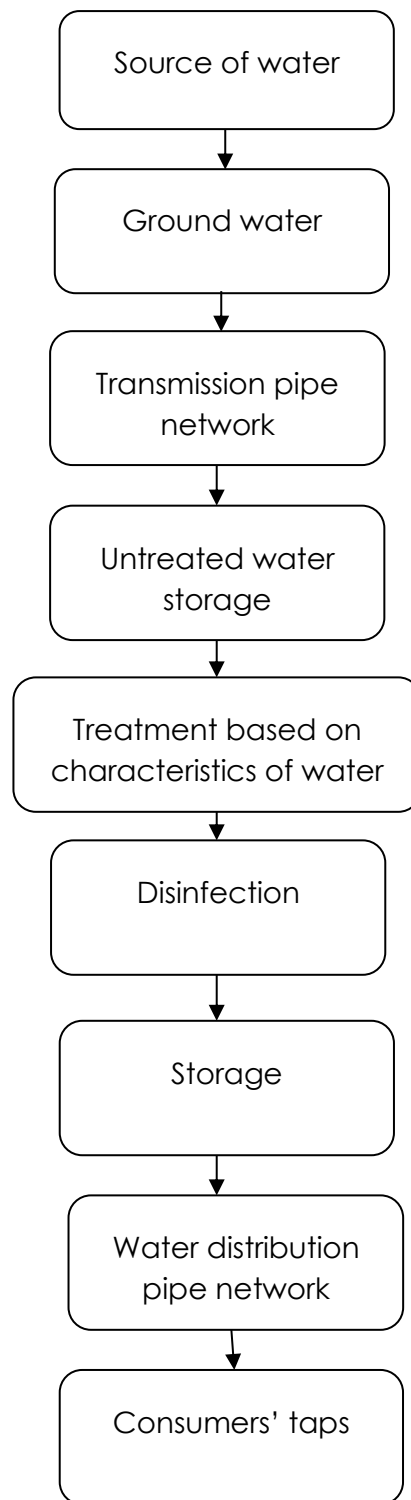 Source of water
Ground water
Transmission pipe
network
Untreated water
storage
Treatment based on
characteristics of water
Disinfection
Storage
Water distribution
pipe network
Consumers’ taps